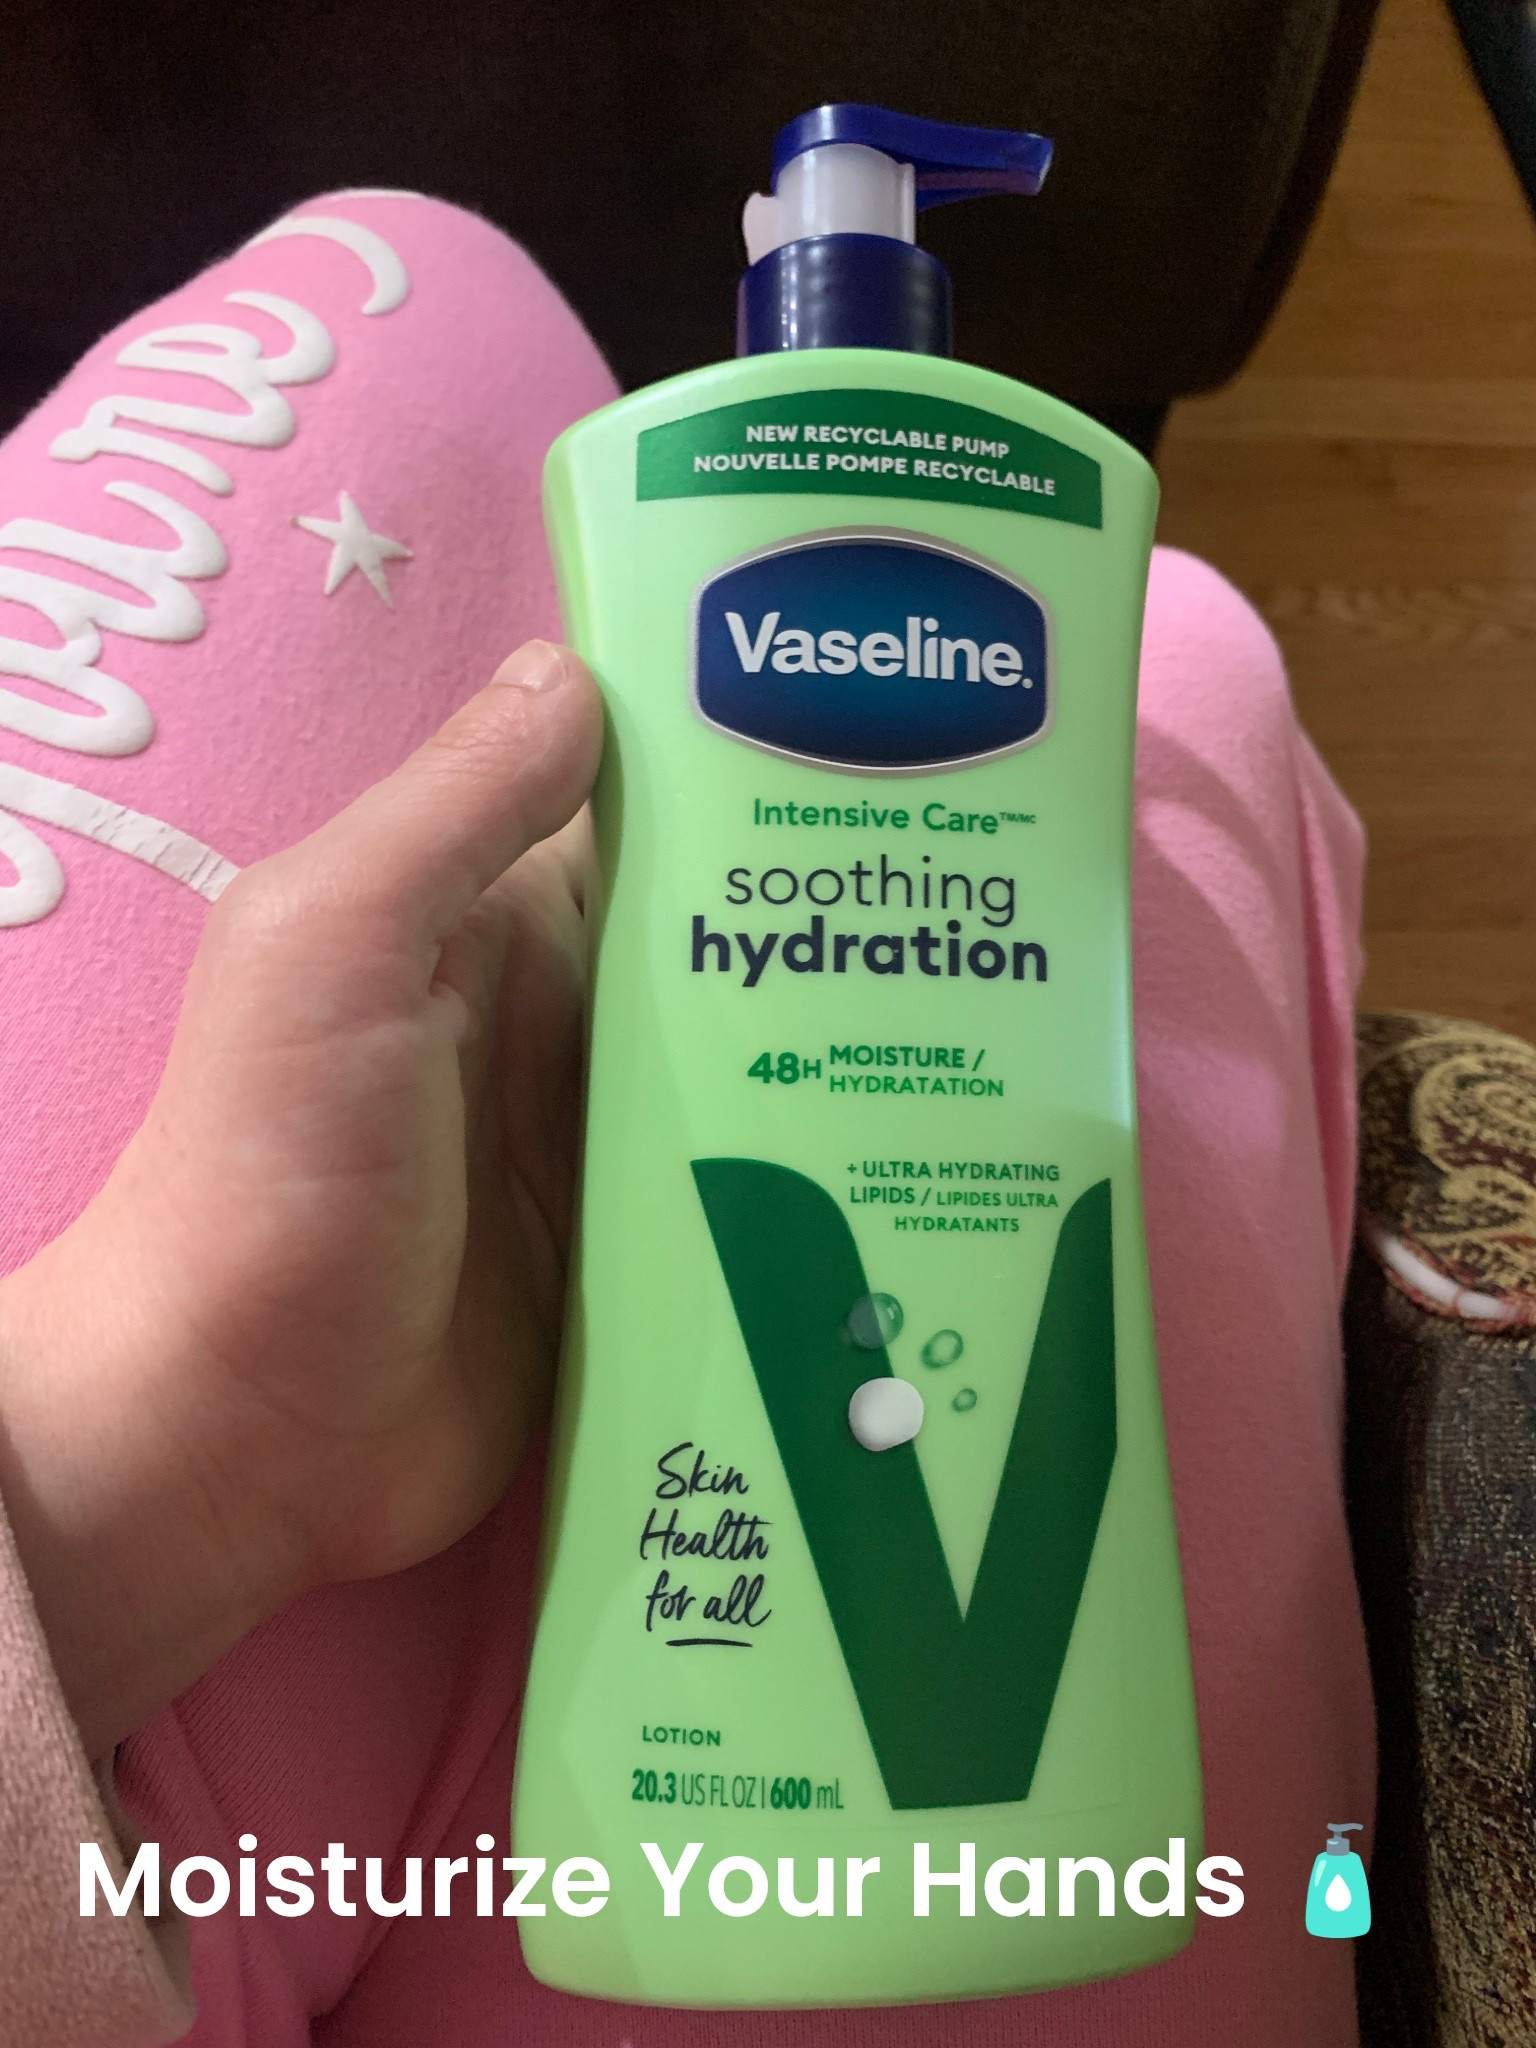 NEW RECYCLABLE PUMP
NOUVELLE POMPE RECYCLABLE
Vaseline.
Intensive Care™/MC
soothing
hydration
48H MOISTURE /
HYDRATATION
+ ULTRA HYDRATING
LIPIDS / LIPIDES ULTRA
HYDRATANTS
Skin
Health
for all
LOTION
20.3 US FL OZ | 600 mL
Moisturize Your Hands 🧴